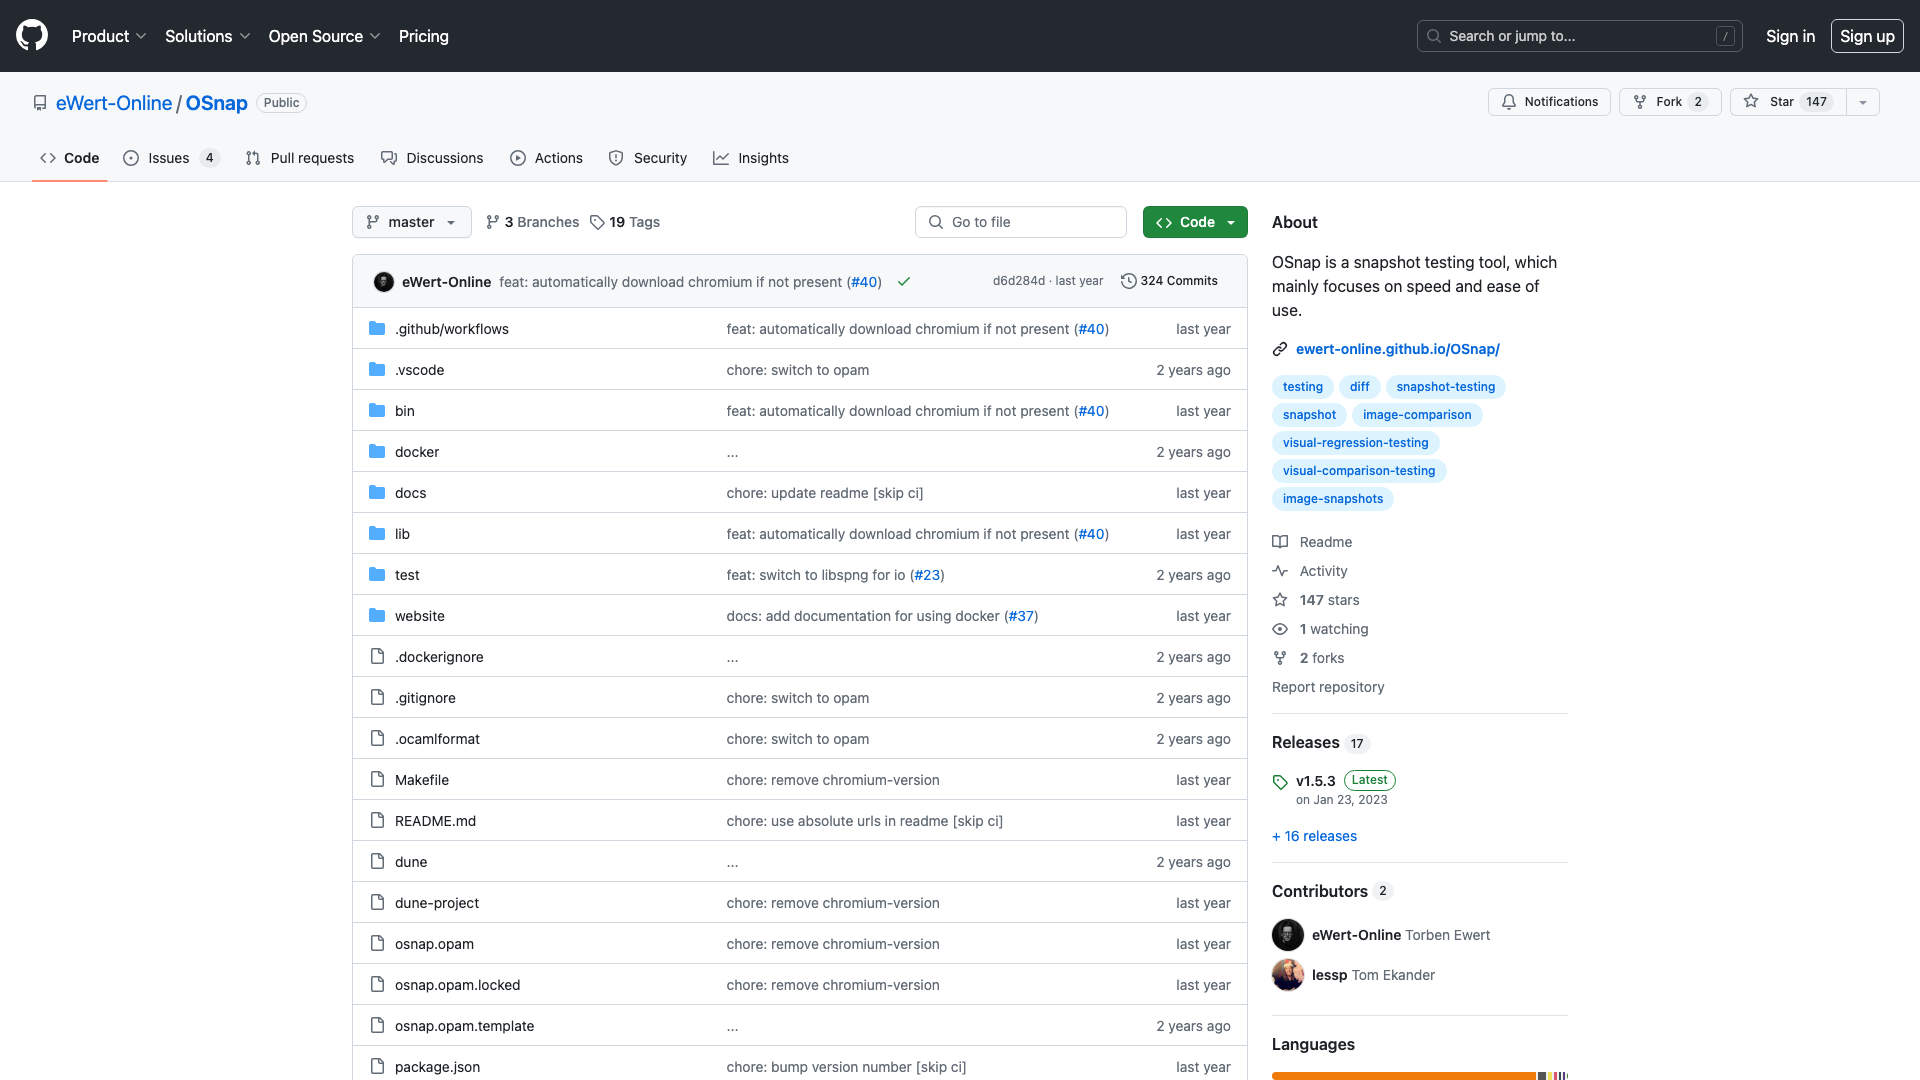 Product Solutions Open Source Pricing Search or jump to... / Sign in Sign up
eWert-Online / OSnap Public Notifications Fork 2 Star 147
Code Issues 4 Pull requests Discussions Actions Security Insights
master 3 Branches 19 Tags Go to file Code
eWert-Online feat: automatically download chromium if not present (#40) d6d284d · last year 324 Commits
.github/workflows feat: automatically download chromium if not present (#40) last year
.vscode chore: switch to opam 2 years ago
bin feat: automatically download chromium if not present (#40) last year
docker ... 2 years ago
docs chore: update readme [skip ci] last year
lib feat: automatically download chromium if not present (#40) last year
test feat: switch to libspng for io (#23) 2 years ago
website docs: add documentation for using docker (#37) last year
.dockerignore ... 2 years ago
.gitignore chore: switch to opam 2 years ago
.ocamlformat chore: switch to opam 2 years ago
Makefile chore: remove chromium-version last year
README.md chore: use absolute urls in readme [skip ci] last year
dune ... 2 years ago
dune-project chore: remove chromium-version last year
osnap.opam chore: remove chromium-version last year
osnap.opam.locked chore: remove chromium-version last year
osnap.opam.template ... 2 years ago
package.json chore: bump version number [skip ci] last year
About
OSnap is a snapshot testing tool, which
mainly focuses on speed and ease of
use.
ewert-online.github.io/OSnap/
testing diff snapshot-testing
snapshot image-comparison
visual-regression-testing
visual-comparison-testing
image-snapshots
Readme
Activity
147 stars
1 watching
2 forks
Report repository
Releases 17
v1.5.3 Latest
on Jan 23, 2023
+ 16 releases
Contributors 2
eWert-Online Torben Ewert
lessp Tom Ekander
Languages